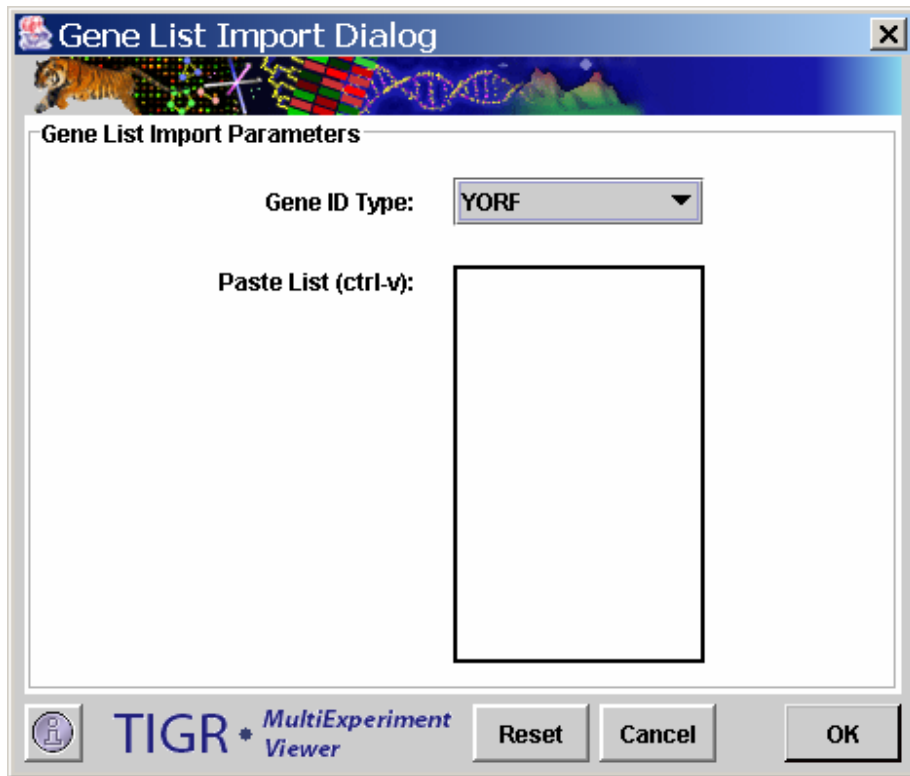 Gene List Import Dialog
Gene List Import Parameters
Gene ID Type: YORF
Paste List (ctrl-v):
TIGR • MultiExperiment Viewer
Reset Cancel OK